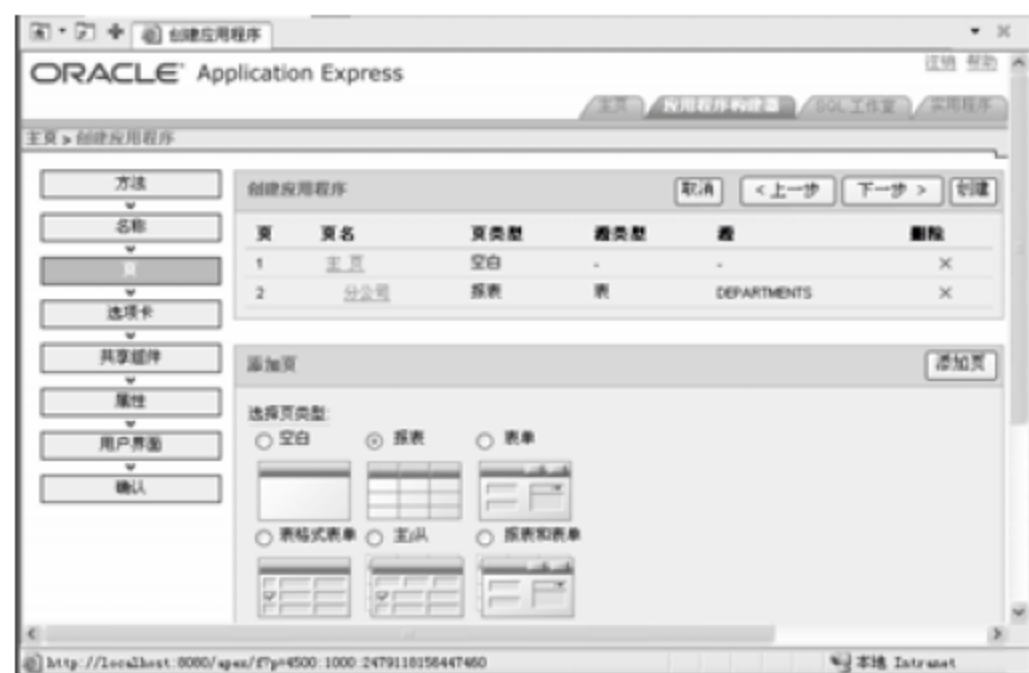 创建应用程序
ORACLE Application Express
注销 帮助
主页 应用程序构建器 SQL 工作室 实用程序
主页 > 创建应用程序
方法
名称
页
选项卡
共享组件
属性
用户界面
确认
创建应用程序 取消 < 上一步 下一步 > 创建
页 页名 页类型 源类型 源 删除
1 主 页 空白 - -
2 分公司 报表 表 DEPARTMENTS
添加页 添加页
选择页类型:
空白 报表 表单
表格式表单 主/从 报表和表单
http://localhost:8080/apex/f?p=4500:1000:2479118156447460 本地 Intranet